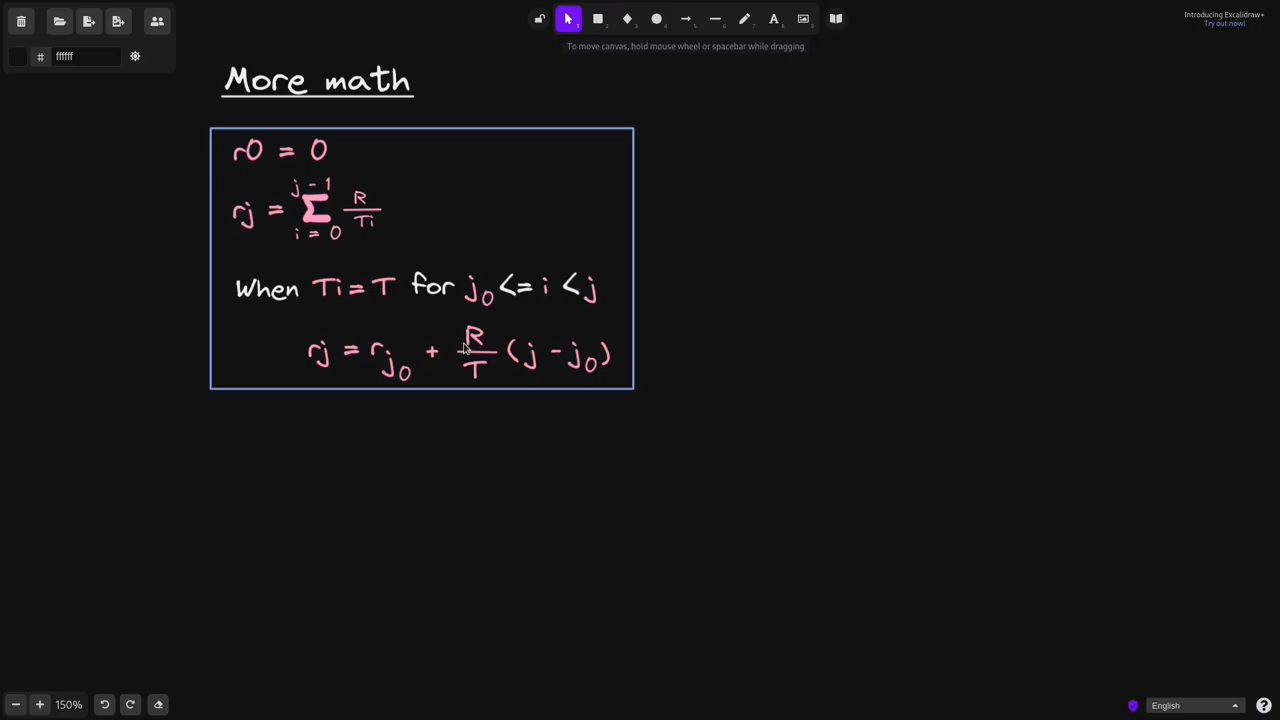 Introducing Excalidraw+
Try out now!
# ffffff
To move canvas, hold mouse wheel or spacebar while dragging
More math
r0 = 0
rj = j - 1 Σ i = 0 R / Ti
When Ti = T for j0 <= i < j
rj = rj0 + R / T (j - j0)
150%
English